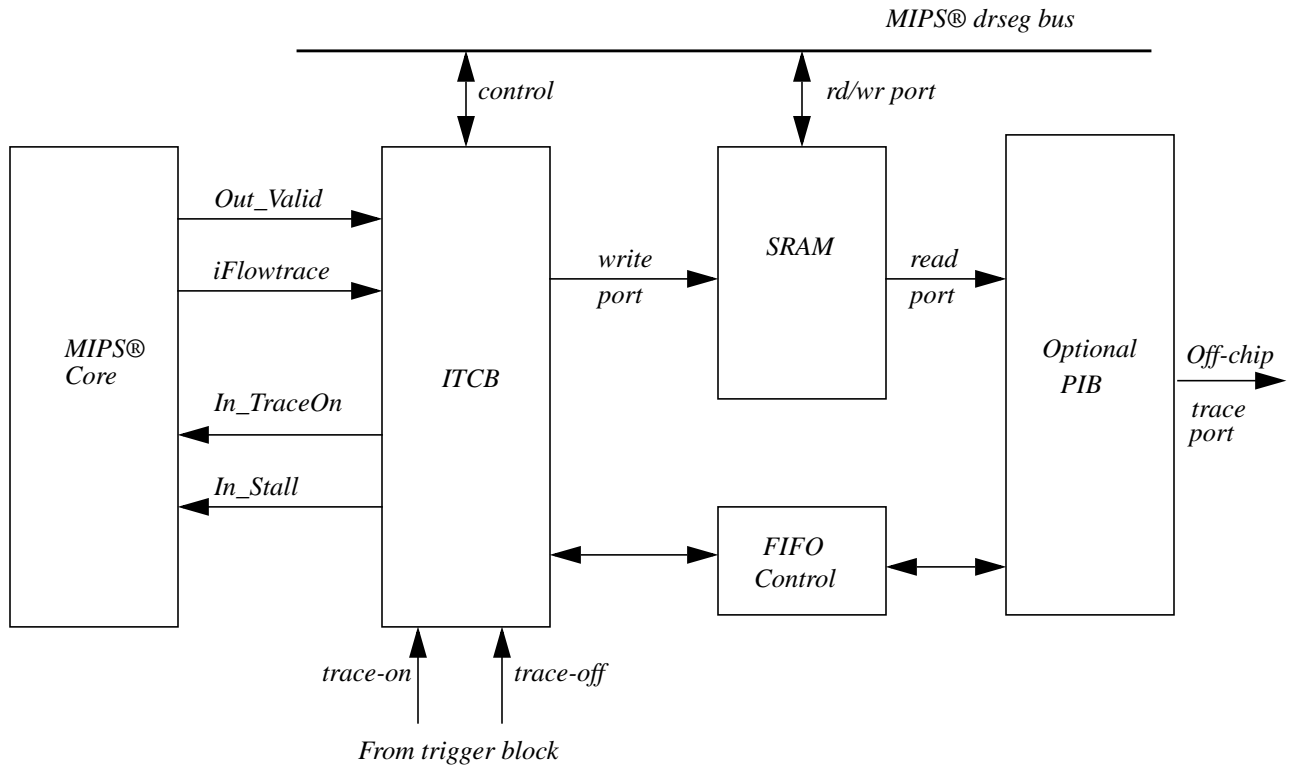 MIPS® drseg bus
control
rd/wr port
Out_Valid
iFlowtrace
MIPS®
Core
In_TraceOn
In_Stall
ITCB
write
port
SRAM
read
port
Optional
PIB
Off-chip
trace
port
FIFO
Control
trace-on
trace-off
From trigger block